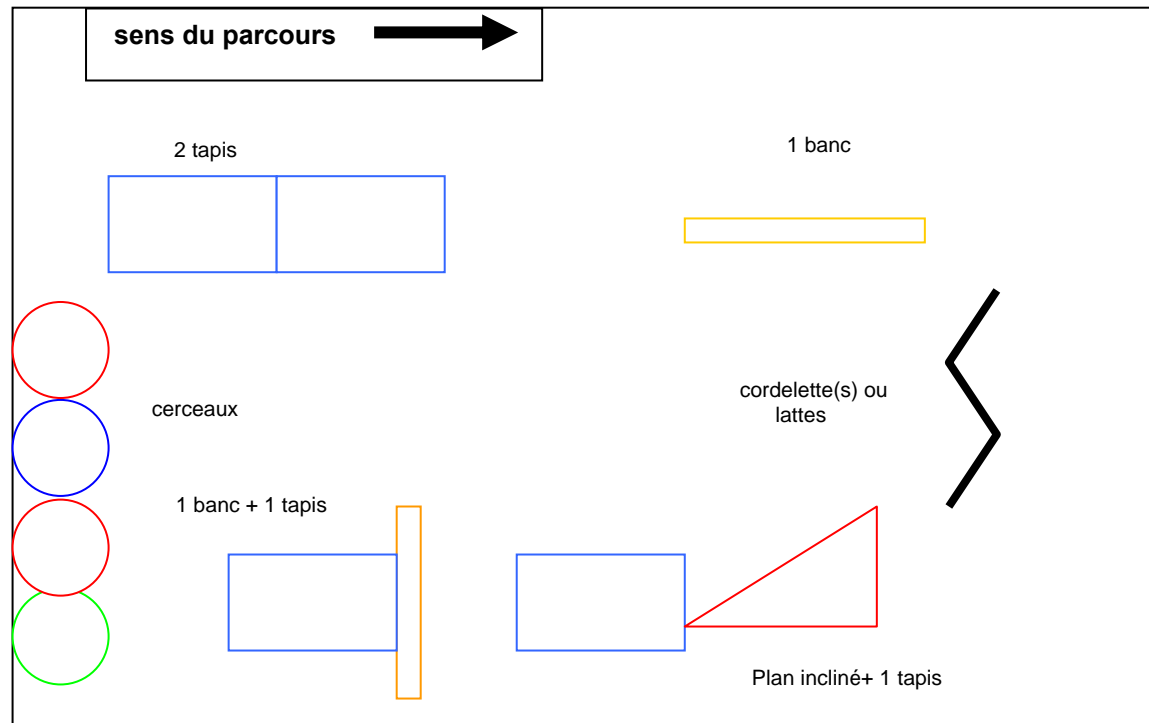 sens du parcours
2 tapis
1 banc
cerceaux
cordelette(s) ou
lattes
1 banc + 1 tapis
Plan incliné+ 1 tapis